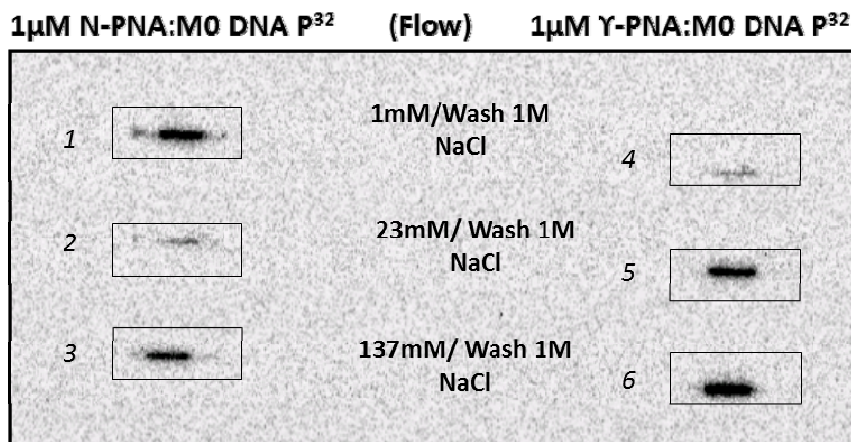 1µM N-PNA:M0 DNA P³² (Flow) 1µM ϒ-PNA:M0 DNA P³²
1
1mM/Wash 1M
NaCl
4
2
23mM/ Wash 1M
NaCl
5
3
137mM/ Wash 1M
NaCl
6